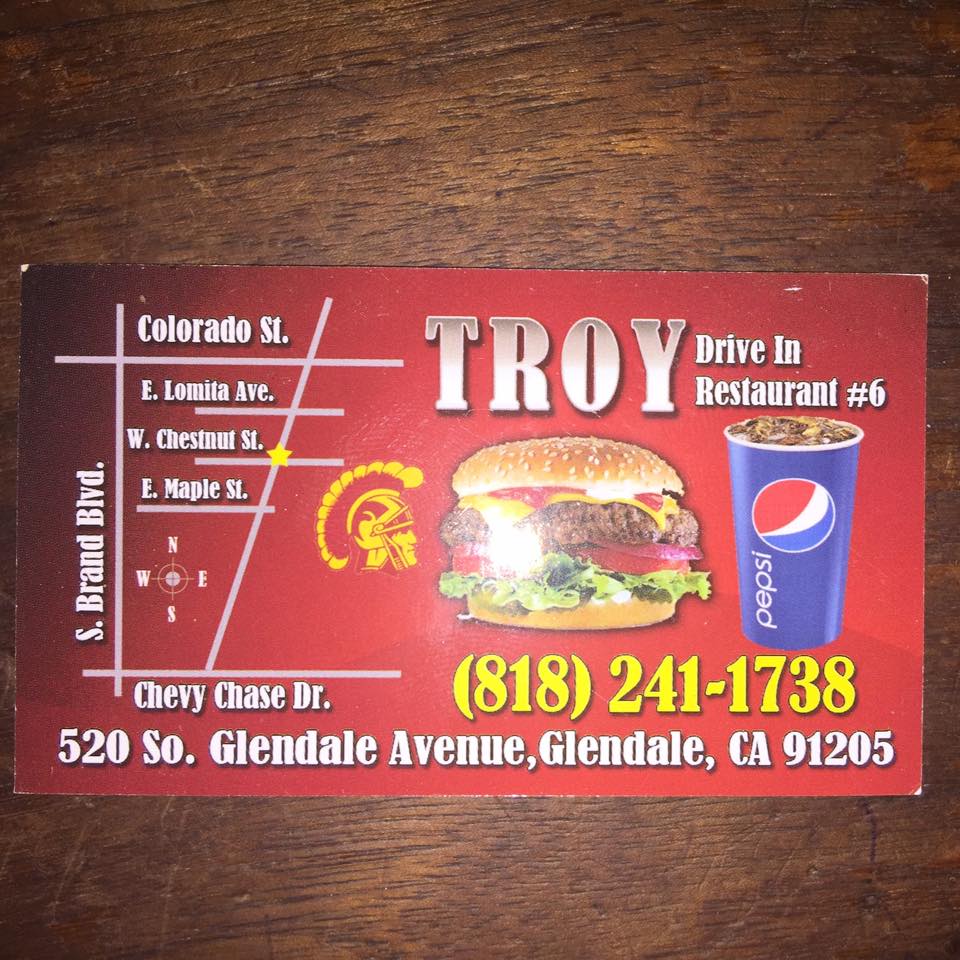 Colorado St.
E. Lomita Ave.
W. Chestnut St.
E. Maple St.
S. Brand Blvd.
N
W E
S
Chevy Chase Dr.
TROY
Drive In
Restaurant #6
pepsi
(818) 241-1738
520 So. Glendale Avenue, Glendale, CA 91205